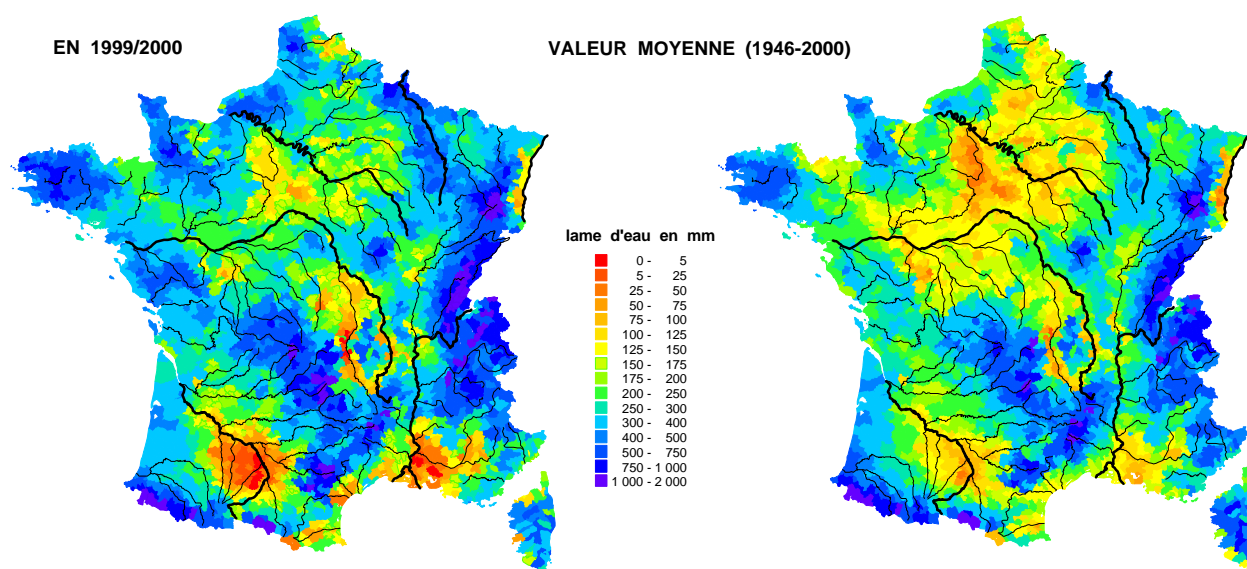 EN 1999/2000
VALEUR MOYENNE (1946-2000)
lame d'eau en mm
0 - 5
5 - 25
25 - 50
50 - 75
75 - 100
100 - 125
125 - 150
150 - 175
175 - 200
200 - 250
250 - 300
300 - 400
400 - 500
500 - 750
750 - 1 000
1 000 - 2 000